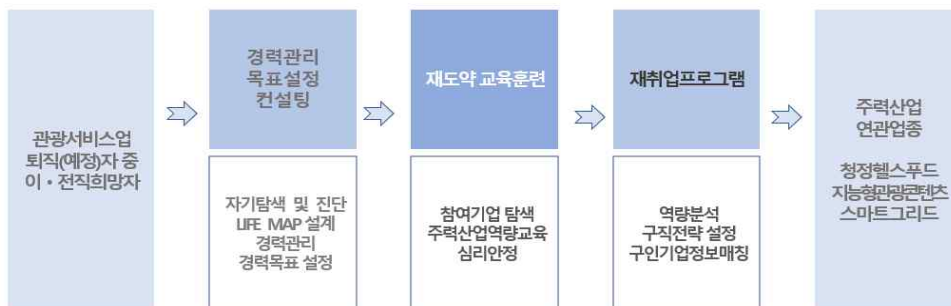 관광서비스업
퇴직(예정)자 중
이·전직희망자
경력관리
목표설정
컨설팅
자기탐색 및 진단
LIFE MAP 설계
경력관리
경력목표 설정
재도약 교육훈련
참여기업 탐색
주력산업역량교육
심리안정
재취업프로그램
역량분석
구직전략 설정
구인기업정보매칭
주력산업
연관업종
청정헬스푸드
지능형관광콘텐츠
스마트그리드